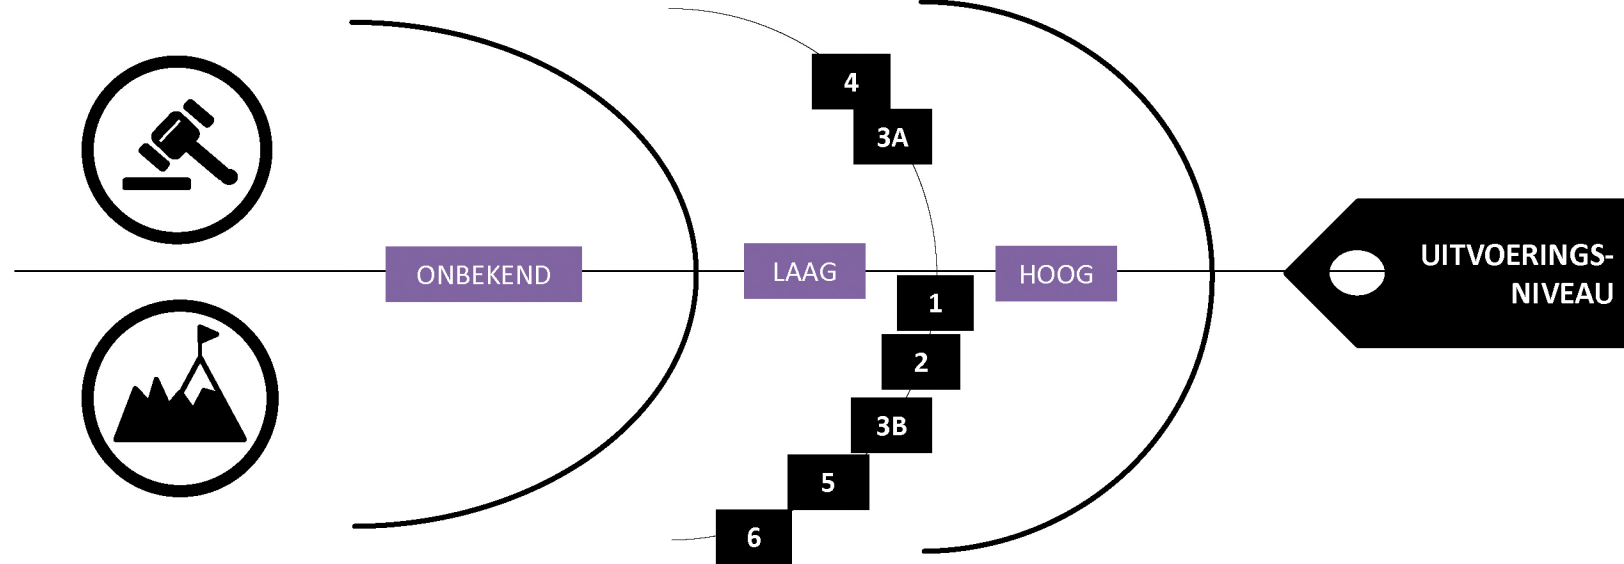 4
3A
ONBEKEND
LAAG
HOOG
UITVOERINGS-
NIVEAU
1
2
3B
5
6